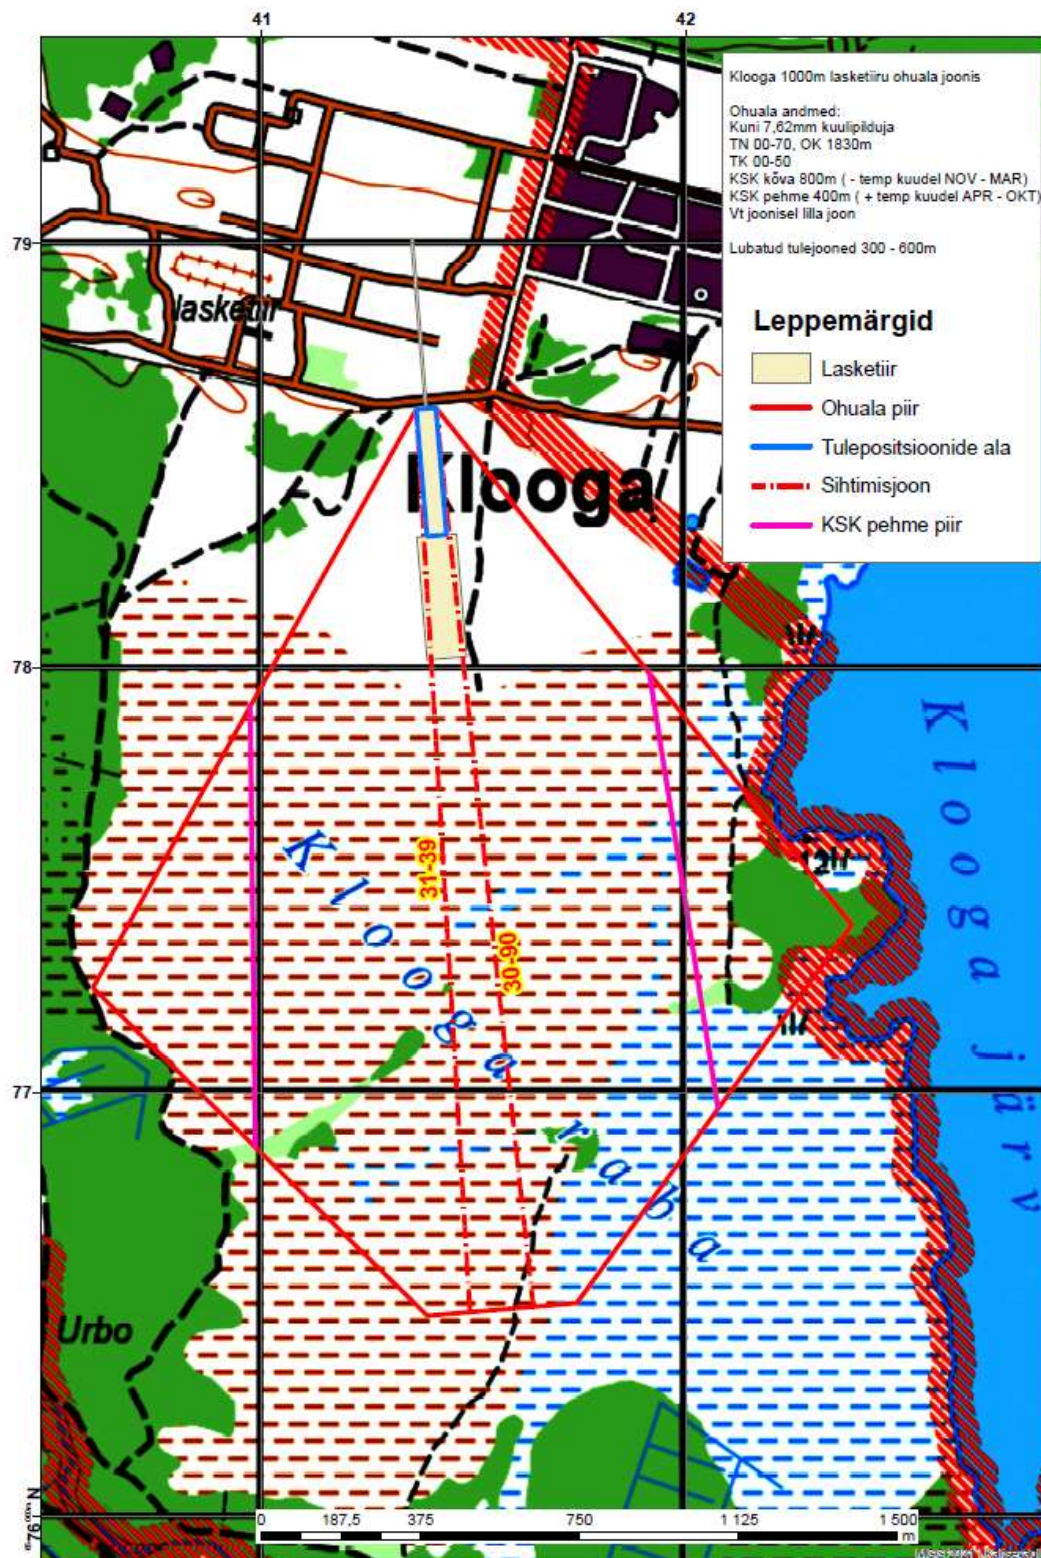 41
42
Klooga 1000m lasketiiru ohuala joonis
Ohuala andmed:
Kuni 7,62mm kuulipilduja
TN 00-70, OK 1830m
TK 00-50
KSK kõva 800m ( - temp kuudel NOV - MAR)
KSK pehme 400m ( + temp kuudel APR - OKT)
Vt joonisel lilla joon
Lubatud tulejooned 300 - 600m
Leppemärgid
Lasketiir
Ohuala piir
Tulepositsioonide ala
Sihtimisjoon
KSK pehme piir
79
lasketiir
Klooga
78
Klooga järv
31-39
30-90
Klooga raba
2
77
Urbo
76
N
0 187,5 375 750 1 125 1 500
m